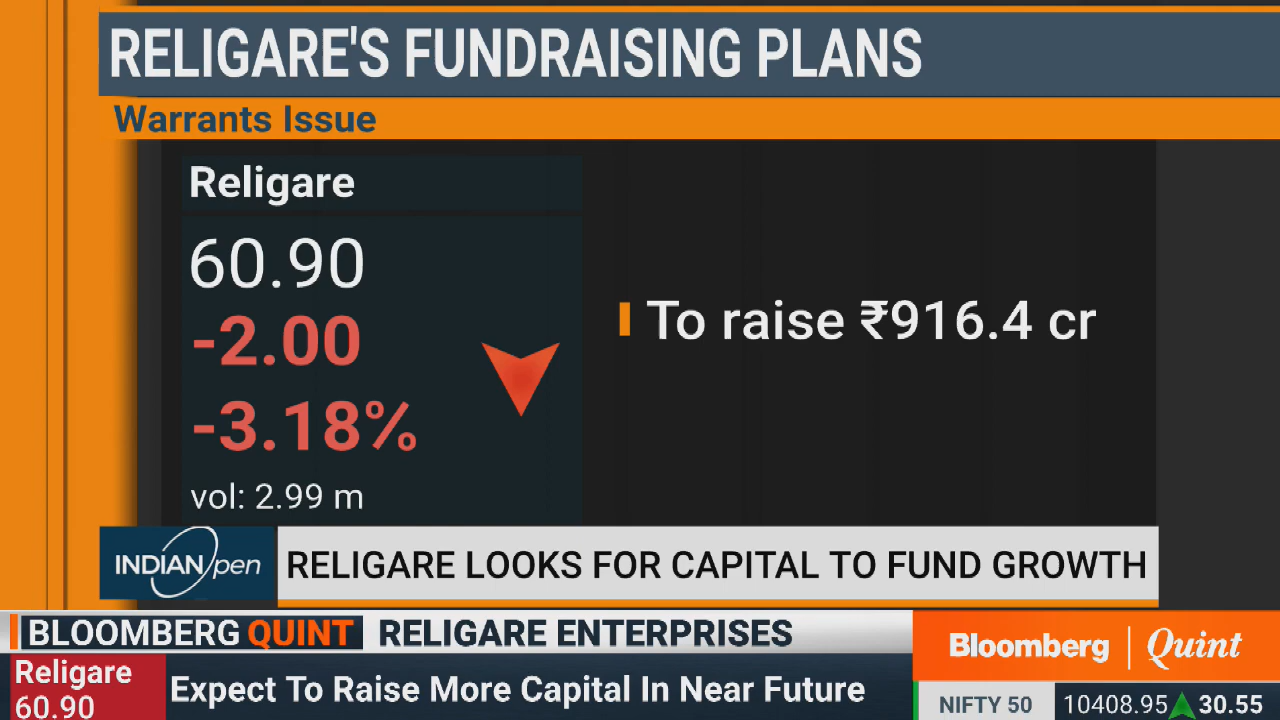 RELIGARE'S FUNDRAISING PLANS
Warrants Issue
Religare
60.90
-2.00
-3.18%
vol: 2.99 m
To raise ₹916.4 cr
INDIAN open
RELIGARE LOOKS FOR CAPITAL TO FUND GROWTH
BLOOMBERG QUINT RELIGARE ENTERPRISES
Religare
60.90
Expect To Raise More Capital In Near Future
Bloomberg | Quint
NIFTY 50 10408.95 30.55